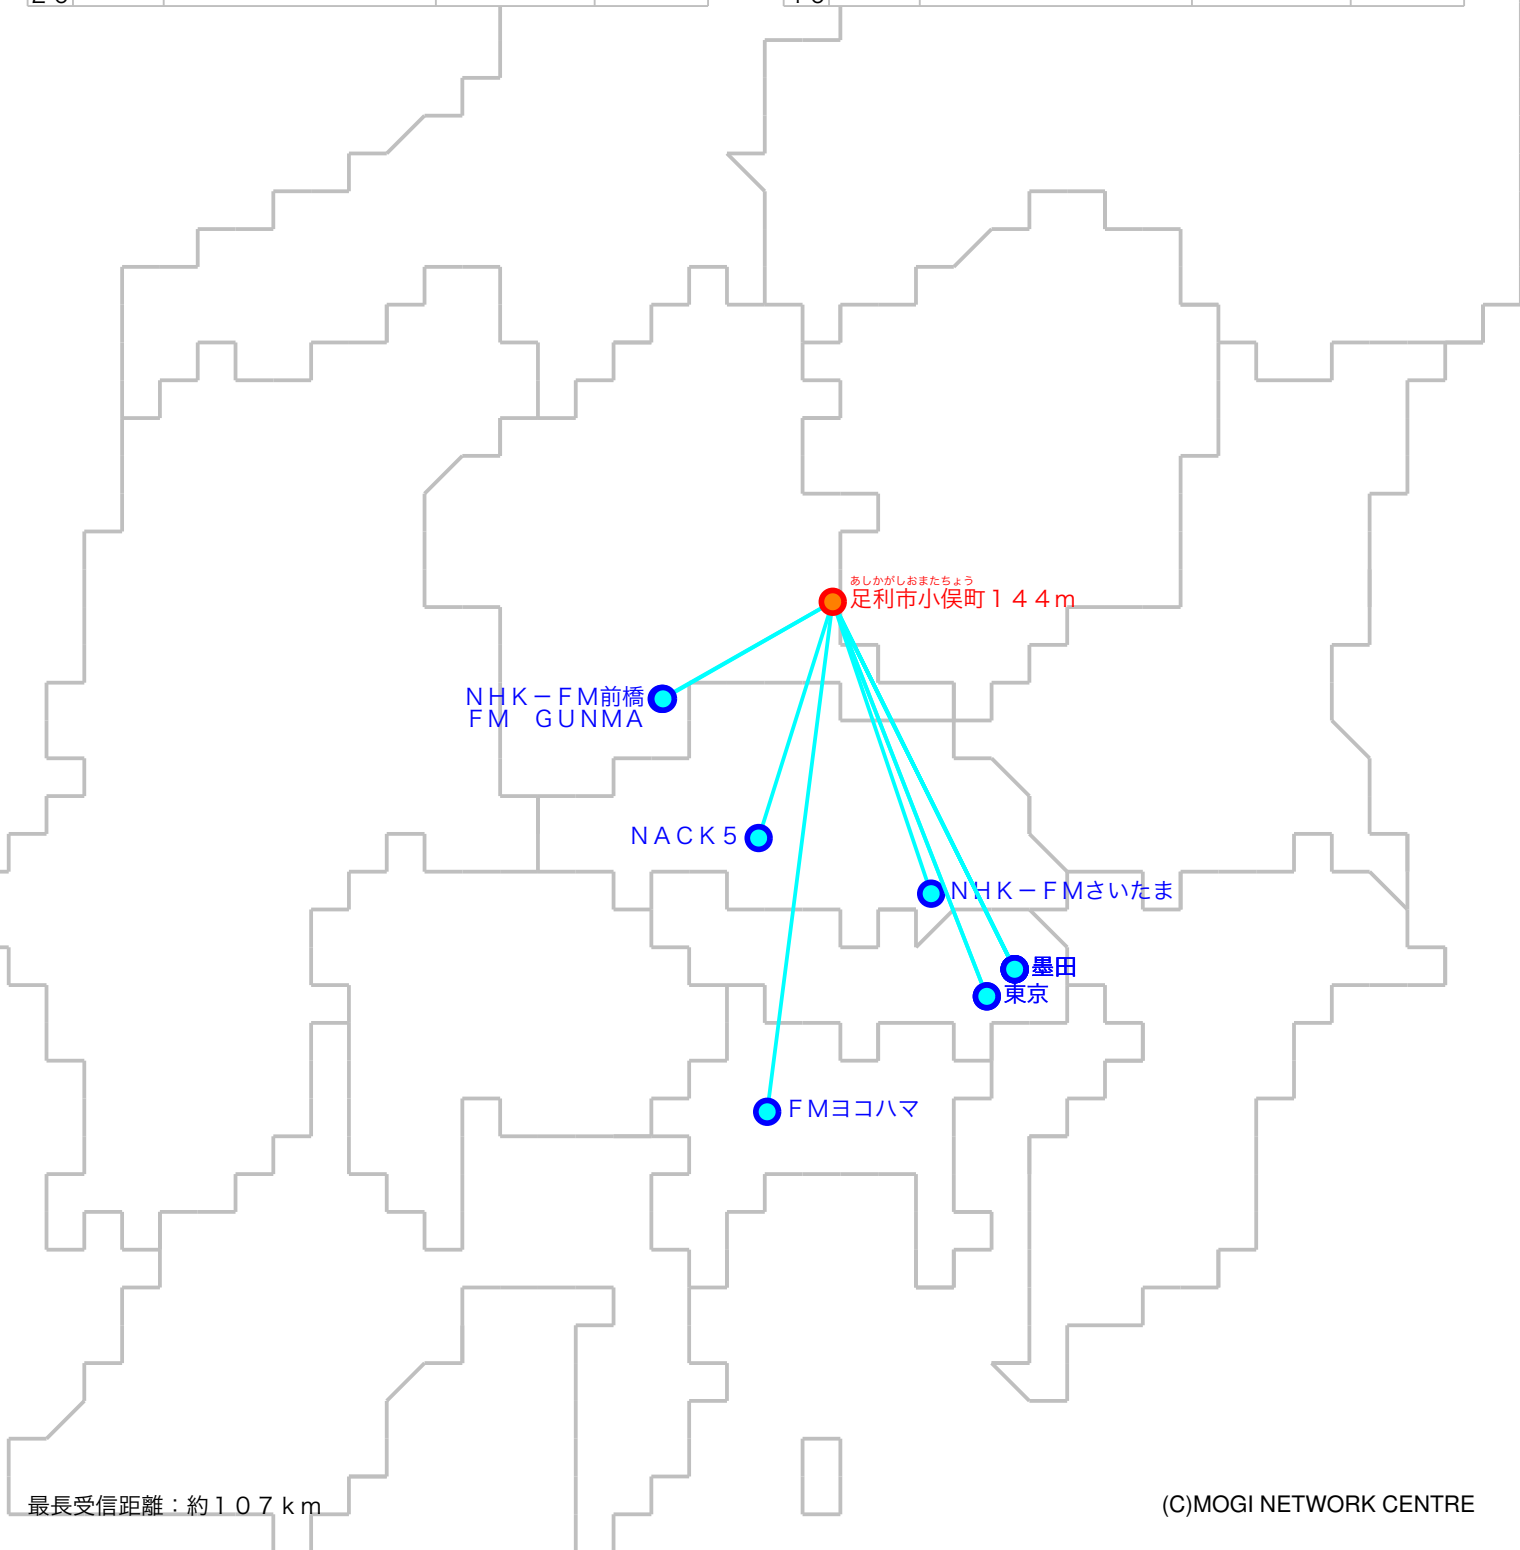 あしかがしおまたちょう
足利市小俣町１４４ｍ
ＮＨＫ－ＦＭ前橋
ＦＭ　ＧＵＮＭＡ
ＮＡＣＫ５
ＮＨＫ－ＦＭさいたま
墨田
東京
ＦＭヨコハマ
最長受信距離：約１０７ｋｍ
(C)MOGI NETWORK CENTRE